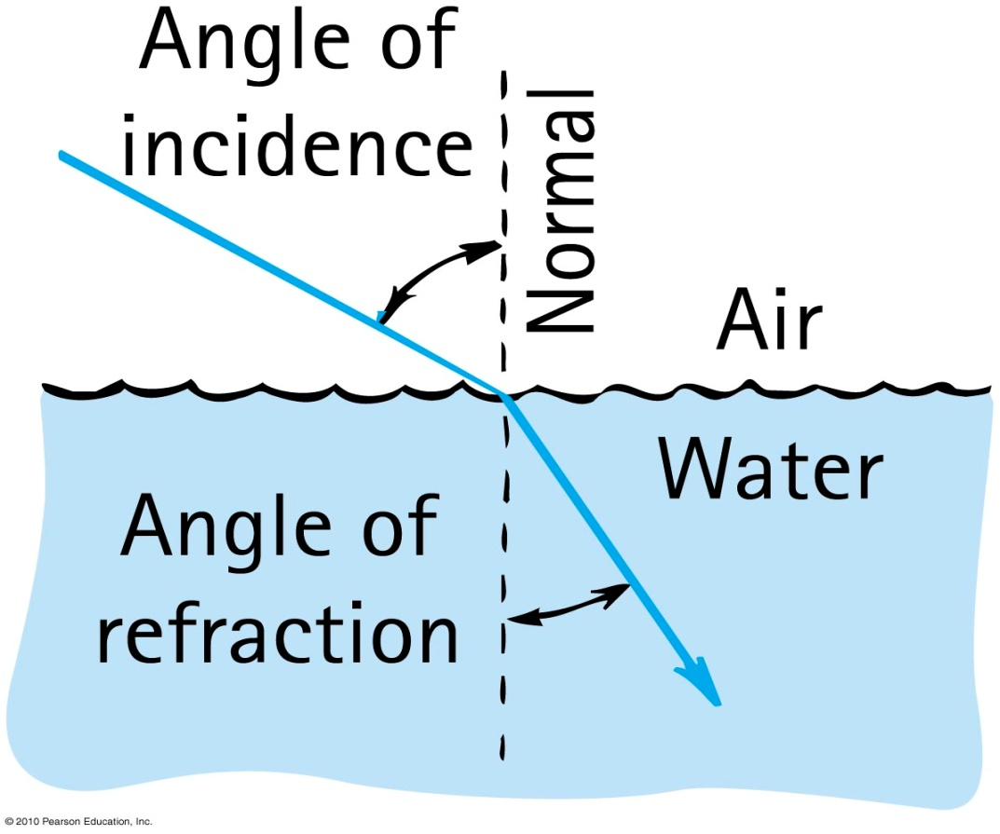 Angle of
incidence
Normal
Air
Water
Angle of
refraction
© 2010 Pearson Education, Inc.